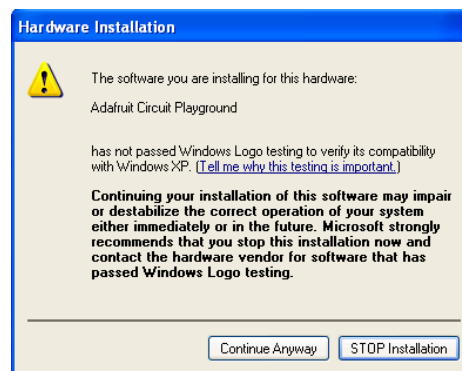 Hardware Installation
The software you are installing for this hardware:
Adafruit Circuit Playground
has not passed Windows Logo testing to verify its compatibility
with Windows XP. (Tell me why this testing is important.)
Continuing your installation of this software may impair
or destabilize the correct operation of your system
either immediately or in the future. Microsoft strongly
recommends that you stop this installation now and
contact the hardware vendor for software that has
passed Windows Logo testing.
Continue Anyway
STOP Installation